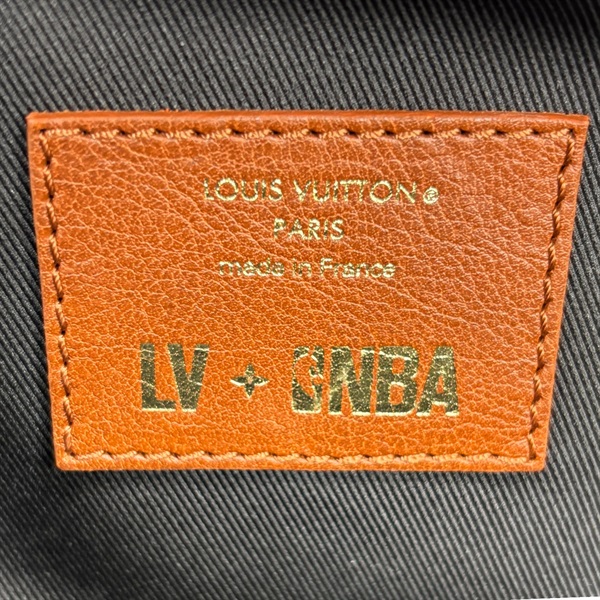 LOUIS VUITTON®
PARIS
made in France
LV + NBA